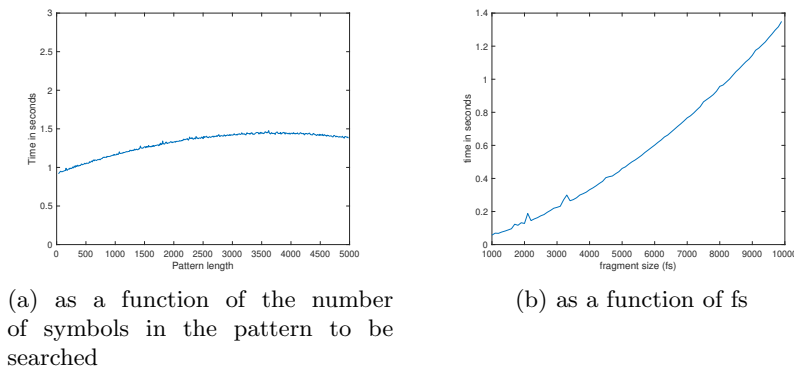 3
2.5
2
1.5
1
0.5
0
Time in seconds
0 500 1000 1500 2000 2500 3000 3500 4000 4500 5000
Pattern length
(a) as a function of the number
of symbols in the pattern to be
searched
1.4
1.2
1
0.8
0.6
0.4
0.2
0
time in seconds
1000 2000 3000 4000 5000 6000 7000 8000 9000 10000
fragment size (fs)
(b) as a function of fs